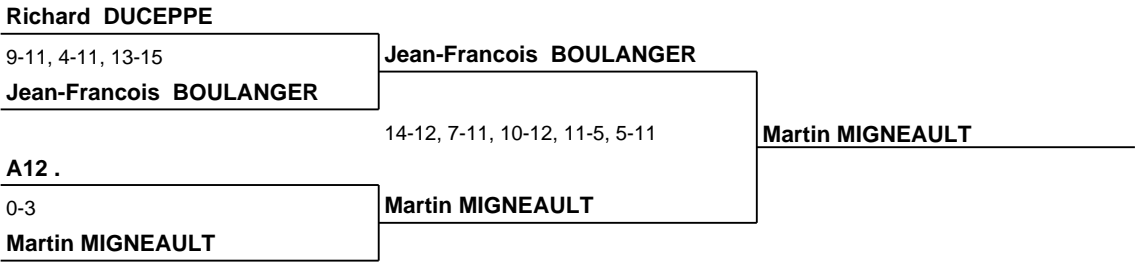 Richard DUCEPPE
9-11, 4-11, 13-15
Jean-Francois BOULANGER
Jean-Francois BOULANGER
14-12, 7-11, 10-12, 11-5, 5-11
Martin MIGNEAULT
A12 .
0-3
Martin MIGNEAULT
Martin MIGNEAULT